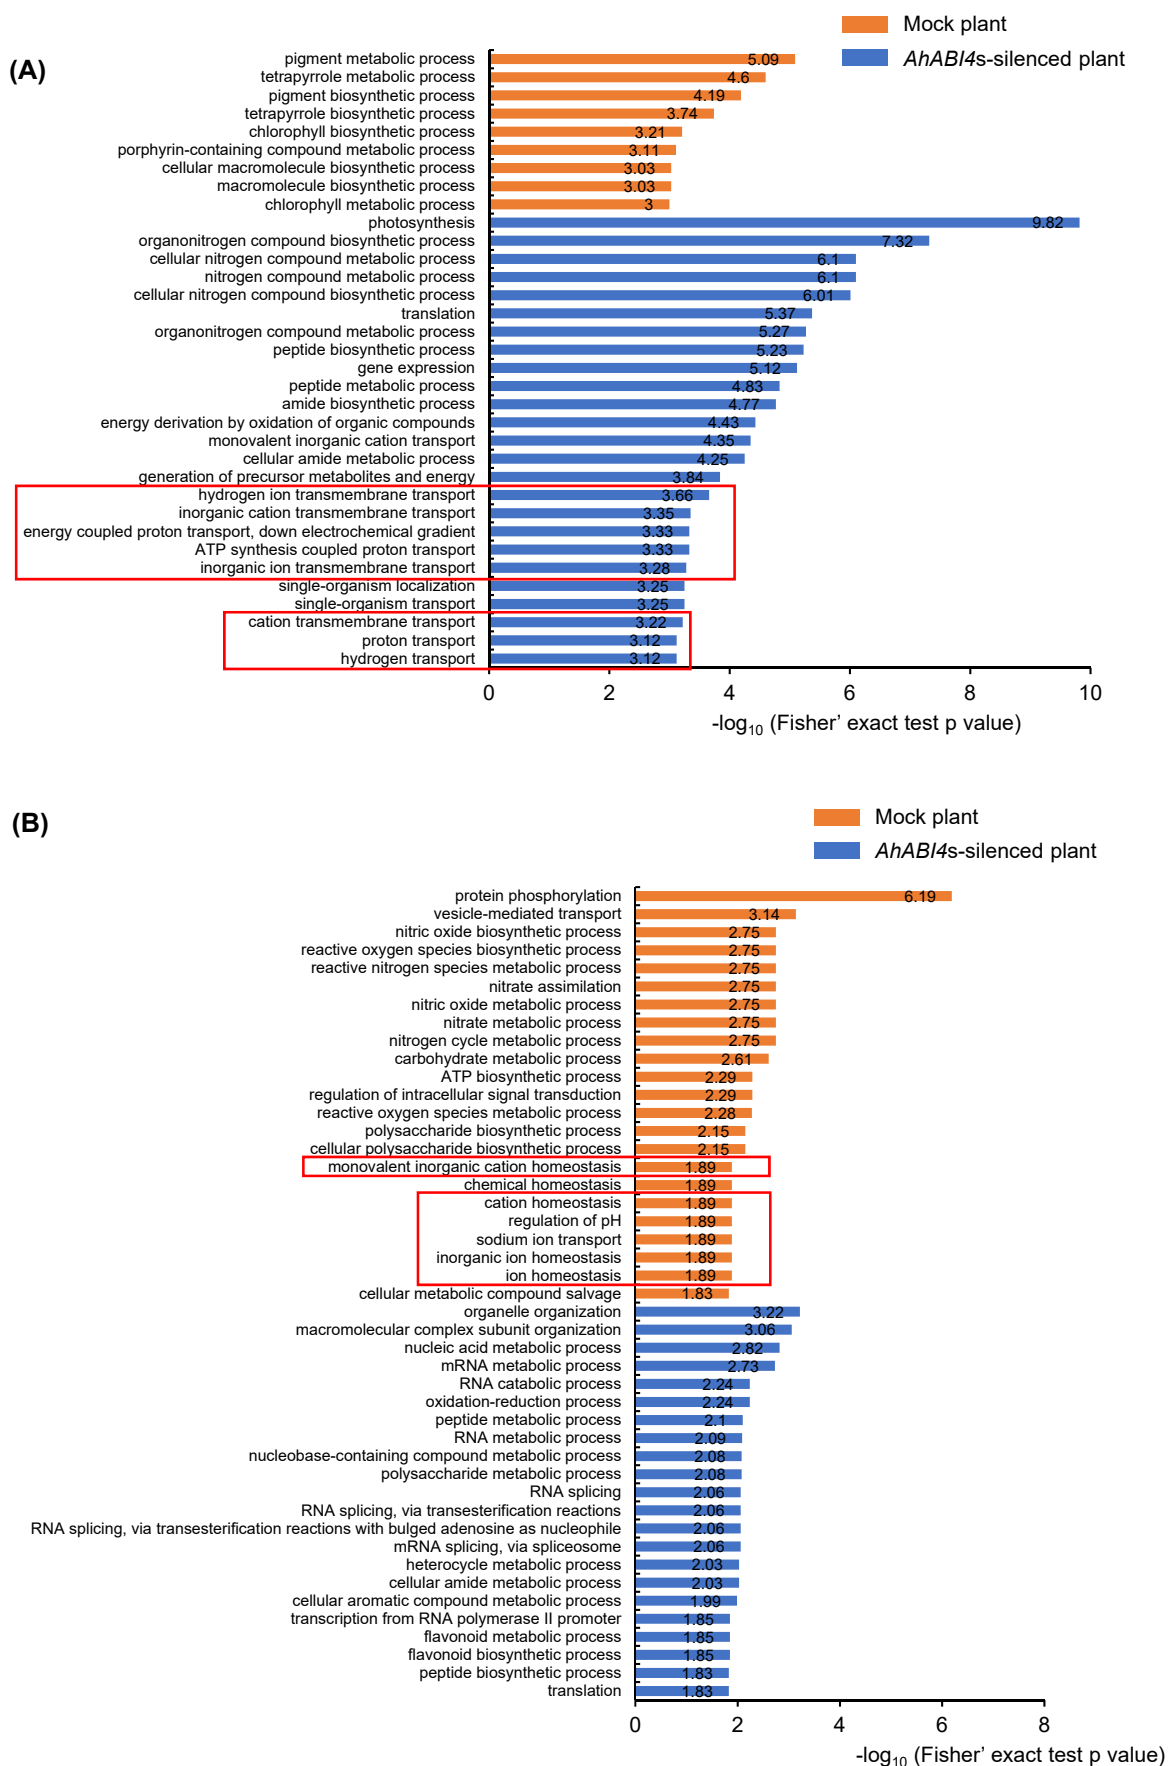 Mock plant
(A)
AhABI4s-silenced plant
pigment metabolic process 5.09
tetrapyrrole metabolic process 4.6
pigment biosynthetic process 4.19
tetrapyrrole biosynthetic process 3.74
chlorophyll biosynthetic process 3.21
porphyrin-containing compound metabolic process 3.11
cellular macromolecule biosynthetic process 3.03
macromolecule biosynthetic process 3.03
chlorophyll metabolic process 3
photosynthesis 9.82
organonitrogen compound biosynthetic process 7.32
cellular nitrogen compound metabolic process 6.1
nitrogen compound metabolic process 6.1
cellular nitrogen compound biosynthetic process 6.01
translation 5.37
organonitrogen compound metabolic process 5.27
peptide biosynthetic process 5.23
gene expression 5.12
peptide metabolic process 4.83
amide biosynthetic process 4.77
energy derivation by oxidation of organic compounds 4.43
monovalent inorganic cation transport 4.35
cellular amide metabolic process 4.25
generation of precursor metabolites and energy 3.84
hydrogen ion transmembrane transport 3.66
inorganic cation transmembrane transport 3.35
energy coupled proton transport, down electrochemical gradient 3.33
ATP synthesis coupled proton transport 3.33
inorganic ion transmembrane transport 3.28
single-organism localization 3.25
single-organism transport 3.25
cation transmembrane transport 3.22
proton transport 3.12
hydrogen transport 3.12
0 2 4 6 8 10
-log10 (Fisher' exact test p value)
(B)
Mock plant
AhABI4s-silenced plant
protein phosphorylation 6.19
vesicle-mediated transport 3.14
nitric oxide biosynthetic process 2.75
reactive oxygen species biosynthetic process 2.75
reactive nitrogen species metabolic process 2.75
nitrate assimilation 2.75
nitric oxide metabolic process 2.75
nitrate metabolic process 2.75
nitrogen cycle metabolic process 2.75
carbohydrate metabolic process 2.61
ATP biosynthetic process 2.29
regulation of intracellular signal transduction 2.29
reactive oxygen species metabolic process 2.28
polysaccharide biosynthetic process 2.15
cellular polysaccharide biosynthetic process 2.15
monovalent inorganic cation homeostasis 1.89
chemical homeostasis 1.89
cation homeostasis 1.89
regulation of pH 1.89
sodium ion transport 1.89
inorganic ion homeostasis 1.89
ion homeostasis 1.89
cellular metabolic compound salvage 1.83
organelle organization 3.22
macromolecular complex subunit organization 3.06
nucleic acid metabolic process 2.82
mRNA metabolic process 2.73
RNA catabolic process 2.24
oxidation-reduction process 2.24
peptide metabolic process 2.1
RNA metabolic process 2.09
nucleobase-containing compound metabolic process 2.08
polysaccharide metabolic process 2.08
RNA splicing 2.06
RNA splicing, via transesterification reactions 2.06
RNA splicing, via transesterification reactions with bulged adenosine as nucleophile 2.06
mRNA splicing, via spliceosome 2.06
heterocycle metabolic process 2.03
cellular amide metabolic process 2.03
cellular aromatic compound metabolic process 1.99
transcription from RNA polymerase II promoter 1.85
flavonoid metabolic process 1.85
flavonoid biosynthetic process 1.85
peptide biosynthetic process 1.83
translation 1.83
0 2 4 6 8
-log10 (Fisher' exact test p value)